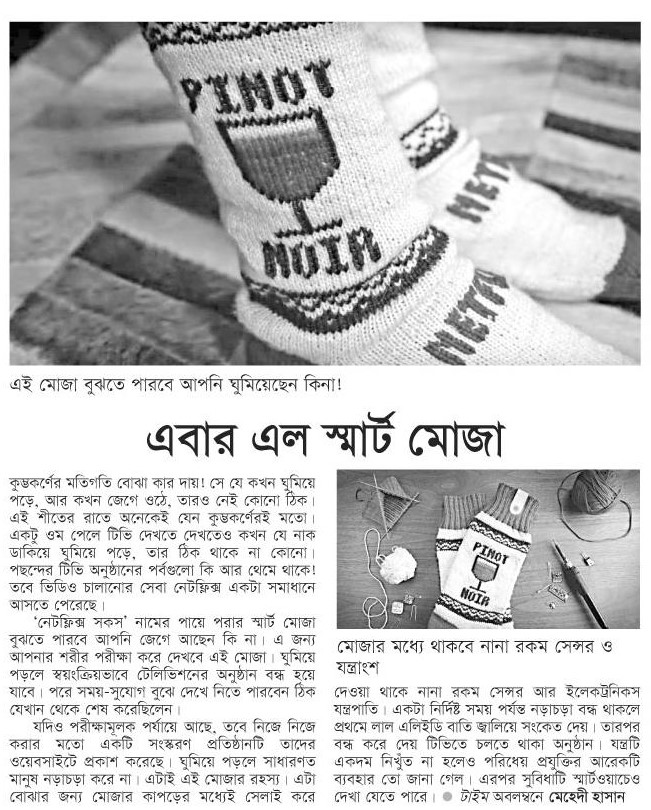 PINOT
NOIR
NETFL
NETFL
এই মোজা বুঝতে পারবে আপনি ঘুমিয়েছেন কিনা!
এবার এল স্মার্ট মোজা
কুম্ভকর্ণের মতিগতি বোঝা কার দায়! সে যে কখন ঘুমিয়ে
পড়ে, আর কখন জেগে ওঠে, তারও নেই কোনো ঠিক।
এই শীতের রাতে অনেকেই যেন কুম্ভকর্ণেরই মতো।
একটু ওম পেলে টিভি দেখতে দেখতেও কখন যে নাক
ডাকিয়ে ঘুমিয়ে পড়ে, তার ঠিক থাকে না কোনো।
পছন্দের টিভি অনুষ্ঠানের পর্বগুলো কি আর থেমে থাকে!
তবে ভিডিও চালানোর সেবা নেটফ্লিক্স একটা সমাধানে
আসতে পেরেছে।
‘নেটফ্লিক্স সকস’ নামের পায়ে পরার স্মার্ট মোজা
বুঝতে পারবে আপনি জেগে আছেন কি না। এ জন্য
আপনার শরীর পরীক্ষা করে দেখবে এই মোজা। ঘুমিয়ে
পড়লে স্বয়ংক্রিয়ভাবে টেলিভিশনের অনুষ্ঠান বন্ধ হয়ে
যাবে। পরে সময়-সুযোগ বুঝে দেখে নিতে পারবেন ঠিক
যেখান থেকে শেষ করেছিলেন।
যদিও পরীক্ষামূলক পর্যায়ে আছে, তবে নিজে নিজে
করার মতো একটি সংস্করণ প্রতিষ্ঠানটি তাদের
ওয়েবসাইটে প্রকাশ করেছে। ঘুমিয়ে পড়লে সাধারণত
মানুষ নড়াচড়া করে না। এটাই এই মোজার রহস্য। এটা
বোঝার জন্য মোজার কাপড়ের মধ্যেই সেলাই করে
PINOT
NOIR
মোজার মধ্যে থাকবে নানা রকম সেন্সর ও
যন্ত্রাংশ
দেওয়া থাকে নানা রকম সেন্সর আর ইলেকট্রনিকস
যন্ত্রপাতি। একটা নির্দিষ্ট সময় পর্যন্ত নড়াচড়া বন্ধ থাকলে
প্রথমে লাল এলইডি বাতি জ্বালিয়ে সংকেত দেয়। তারপর
বন্ধ করে দেয় টিভিতে চলতে থাকা অনুষ্ঠান। যন্ত্রটি
একদম নিখুঁত না হলেও পরিধেয় প্রযুক্তির আরেকটি
ব্যবহার তো জানা গেল। এরপর সুবিধাটি স্মার্টওয়াচেও
দেখা যেতে পারে। ● টাইম অবলম্বনে মেহেদী হাসান